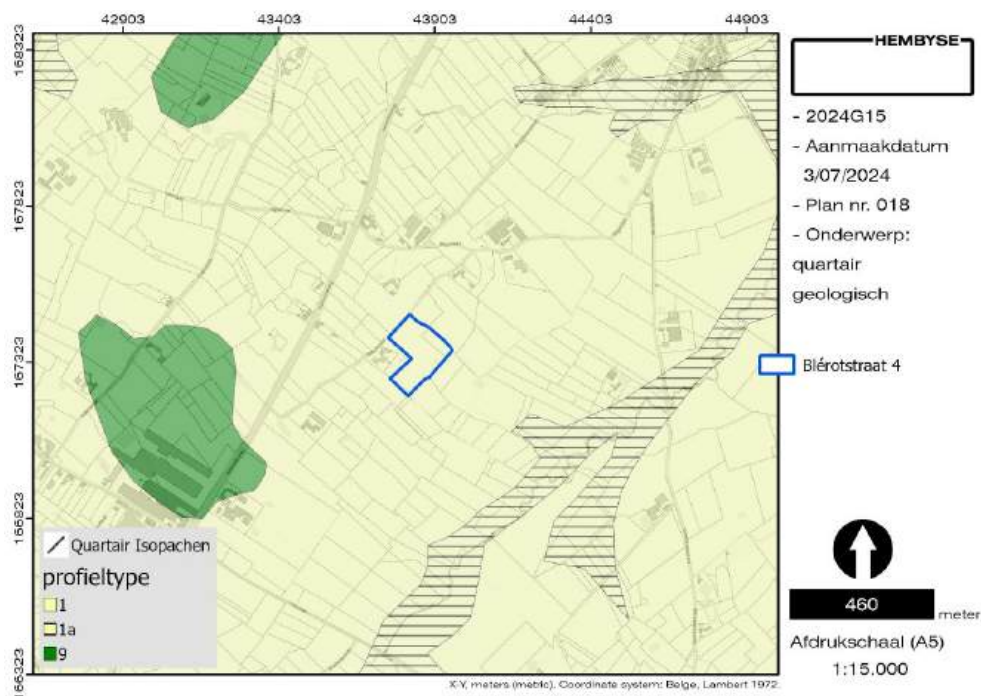 42903 43403 43903 44403 44903
168323
167823
167323
166823
166323
HEMBYSE
- 2024G15
- Aanmaakdatum
3/07/2024
- Plan nr. 018
- Onderwerp:
quartair
geologisch
Blérotstraat 4
Quartair Isopachen
profieltype
1
1a
9
460 meter
Afdrukschaal (A5)
1:15.000
X-Y, meters (metric), Coordinate system: Belge, Lambert 1972.